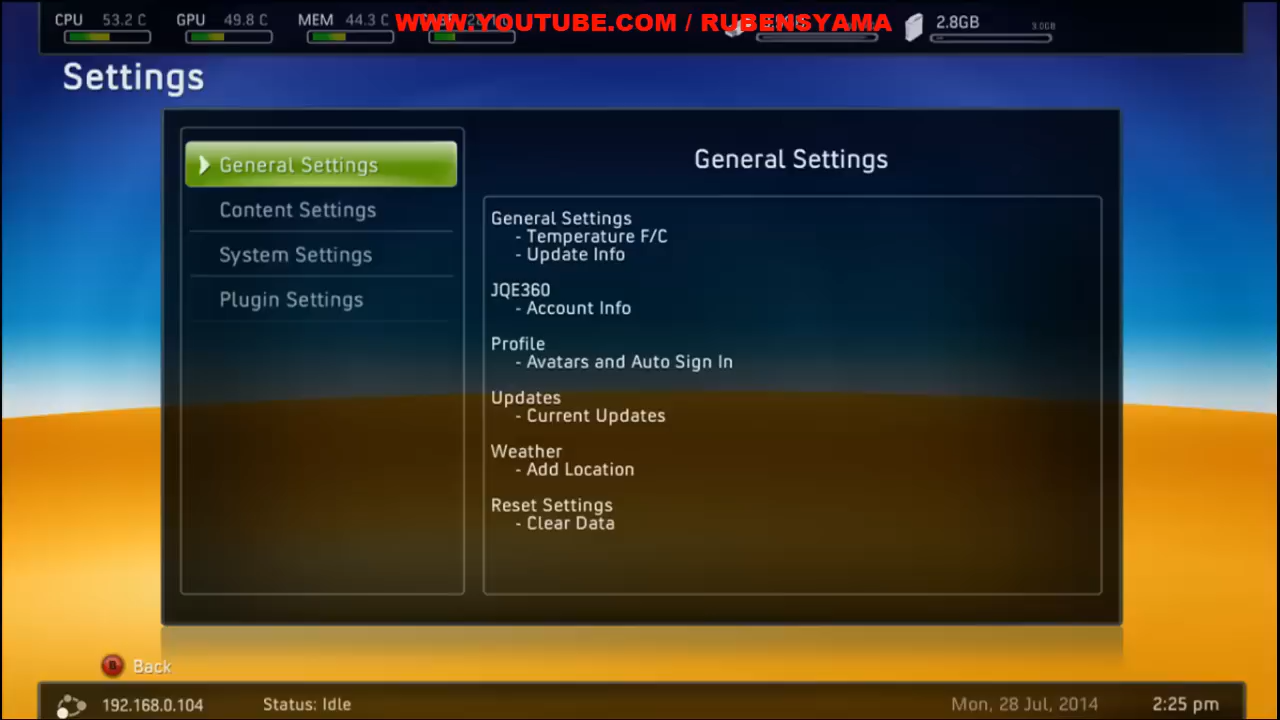 CPU 53.2 C GPU 49.8 C MEM 44.3 C
WWW.YOUTUBE.COM / RUBENSYAMA
2.8GB 3.0GB
Settings
General Settings
Content Settings
System Settings
Plugin Settings
General Settings
General Settings
- Temperature F/C
- Update Info
JQE360
- Account Info
Profile
- Avatars and Auto Sign In
Updates
- Current Updates
Weather
- Add Location
Reset Settings
- Clear Data
B Back
192.168.0.104 Status: Idle Mon, 28 Jul, 2014 2:25 pm